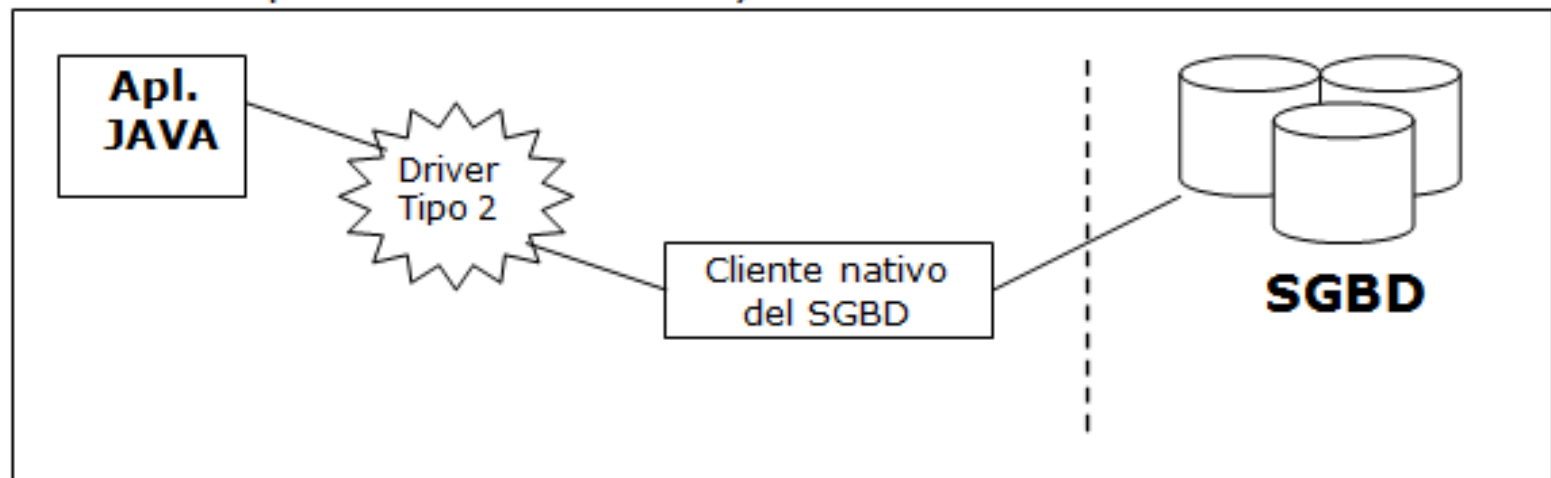 Apl.
JAVA
Driver
Tipo 2
Cliente nativo
del SGBD
SGBD